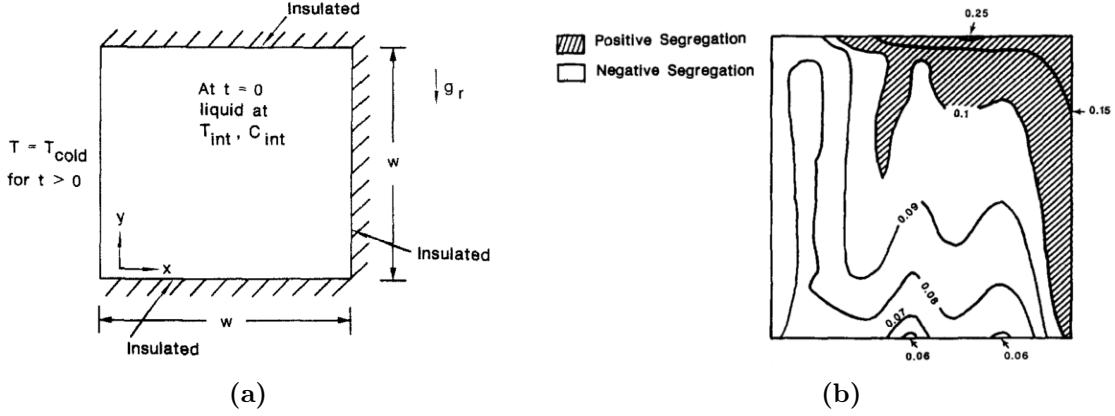 Insulated
At t = 0
liquid at
T_int , C_int
g_r
w
T = T_cold
for t > 0
y
x
Insulated
w
Insulated
(a)
Positive Segregation
Negative Segregation
0.25
0.15
0.1
0.09
0.08
0.07
0.06
0.06
(b)